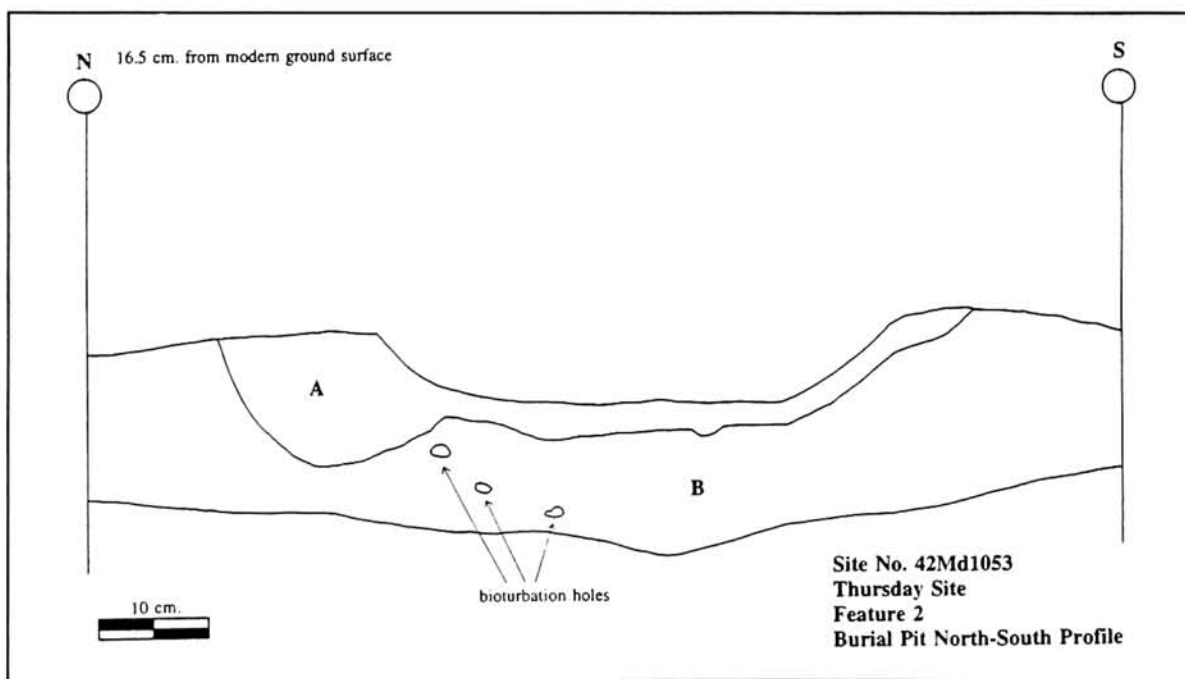 N
16.5 cm. from modern ground surface
S
A
B
bioturbation holes
10 cm.
Site No. 42Md1053
Thursday Site
Feature 2
Burial Pit North-South Profile